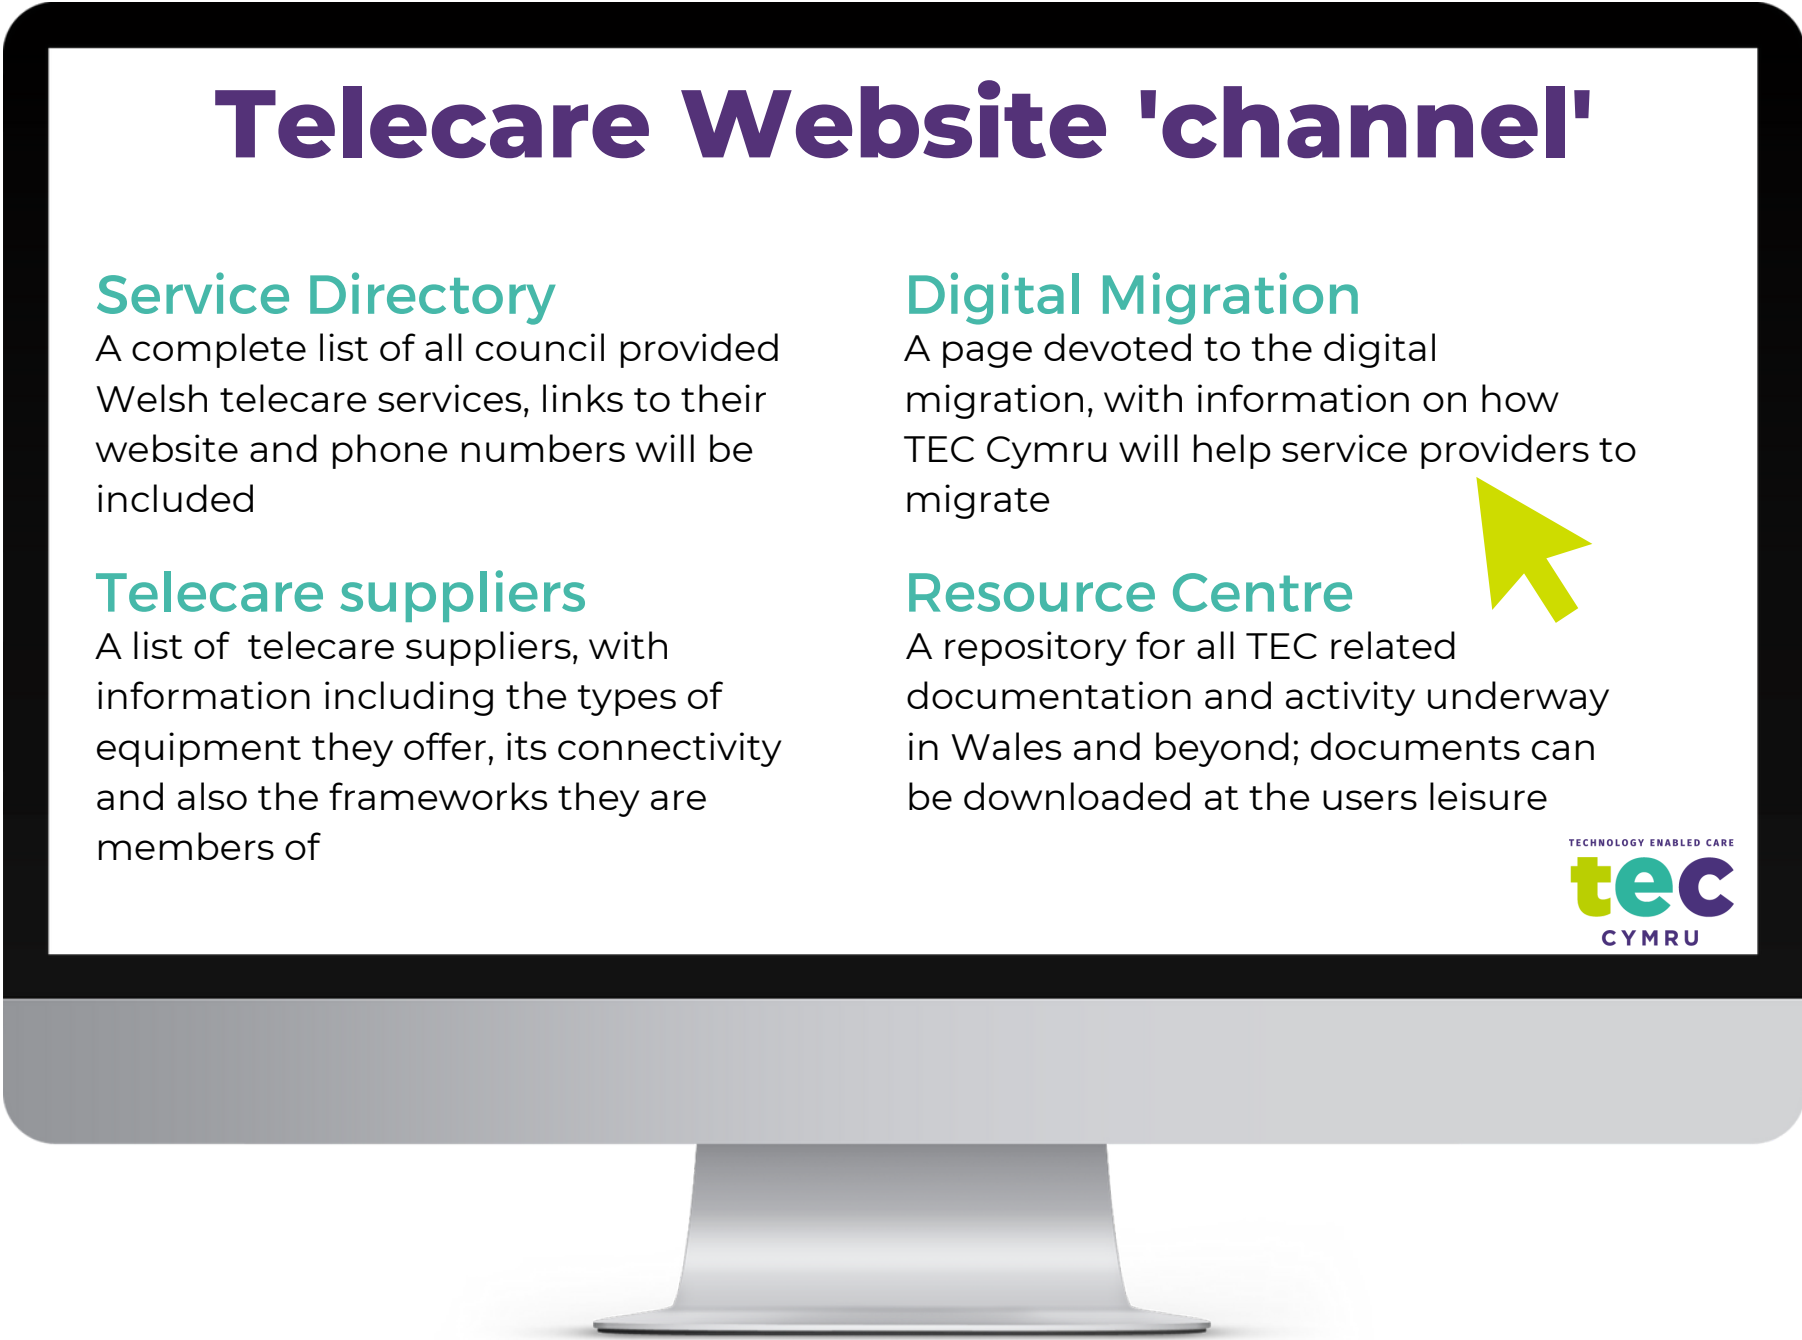 Telecare Website 'channel'
Service Directory
A complete list of all council provided
Welsh telecare services, links to their
website and phone numbers will be
included
Telecare suppliers
A list of  telecare suppliers, with
information including the types of
equipment they offer, its connectivity
and also the frameworks they are
members of
Digital Migration
A page devoted to the digital
migration, with information on how
TEC Cymru will help service providers to
migrate
Resource Centre
A repository for all TEC related
documentation and activity underway
in Wales and beyond; documents can
be downloaded at the users leisure
TECHNOLOGY ENABLED CARE
tec
CYMRU